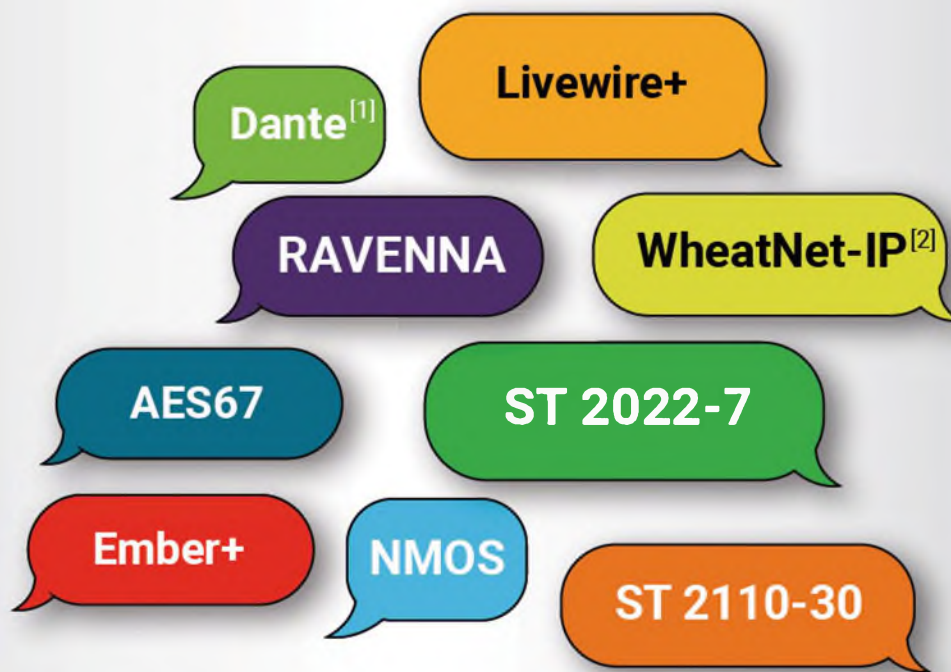 Livewire+
Dante[1]
RAVENNA
WheatNet-IP[2]
AES67
ST 2022-7
Ember+
NMOS
ST 2110-30